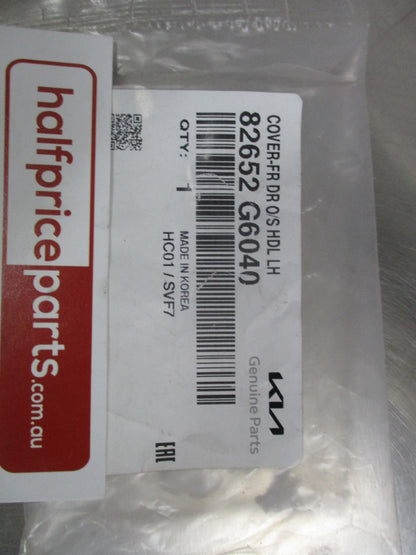 COVER-FR DR O/S HDL LH
82652 G6040
QTY: 1
MADE IN KOREA
HC01 / SVF7
KIA
Genuine Parts
EAC
halfpriceparts.com.au